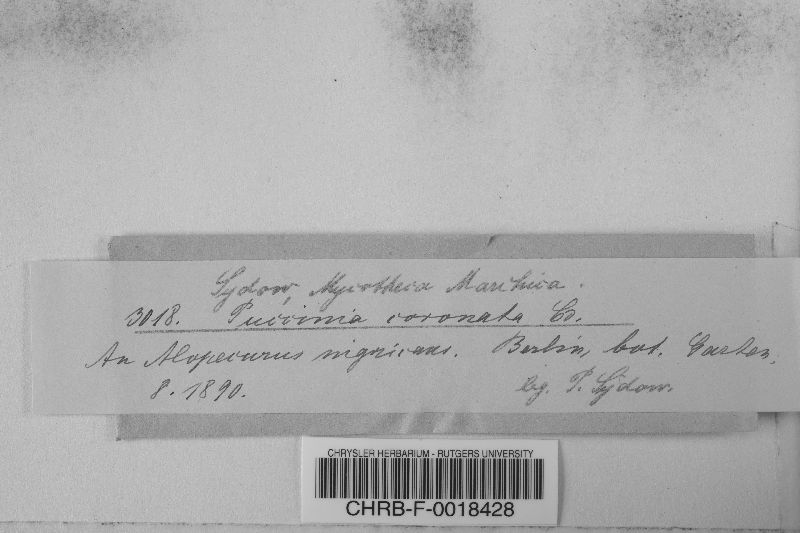 Sydow, Mycotheca Marchica.
3018. Puccinia coronata Cd.
An Alopecurus nigricans. Berlin, bot. Garten.
8. 1890. lig. P. Sydow.
CHRYSLER HERBARIUM - RUTGERS UNIVERSITY
CHRB-F-0018428